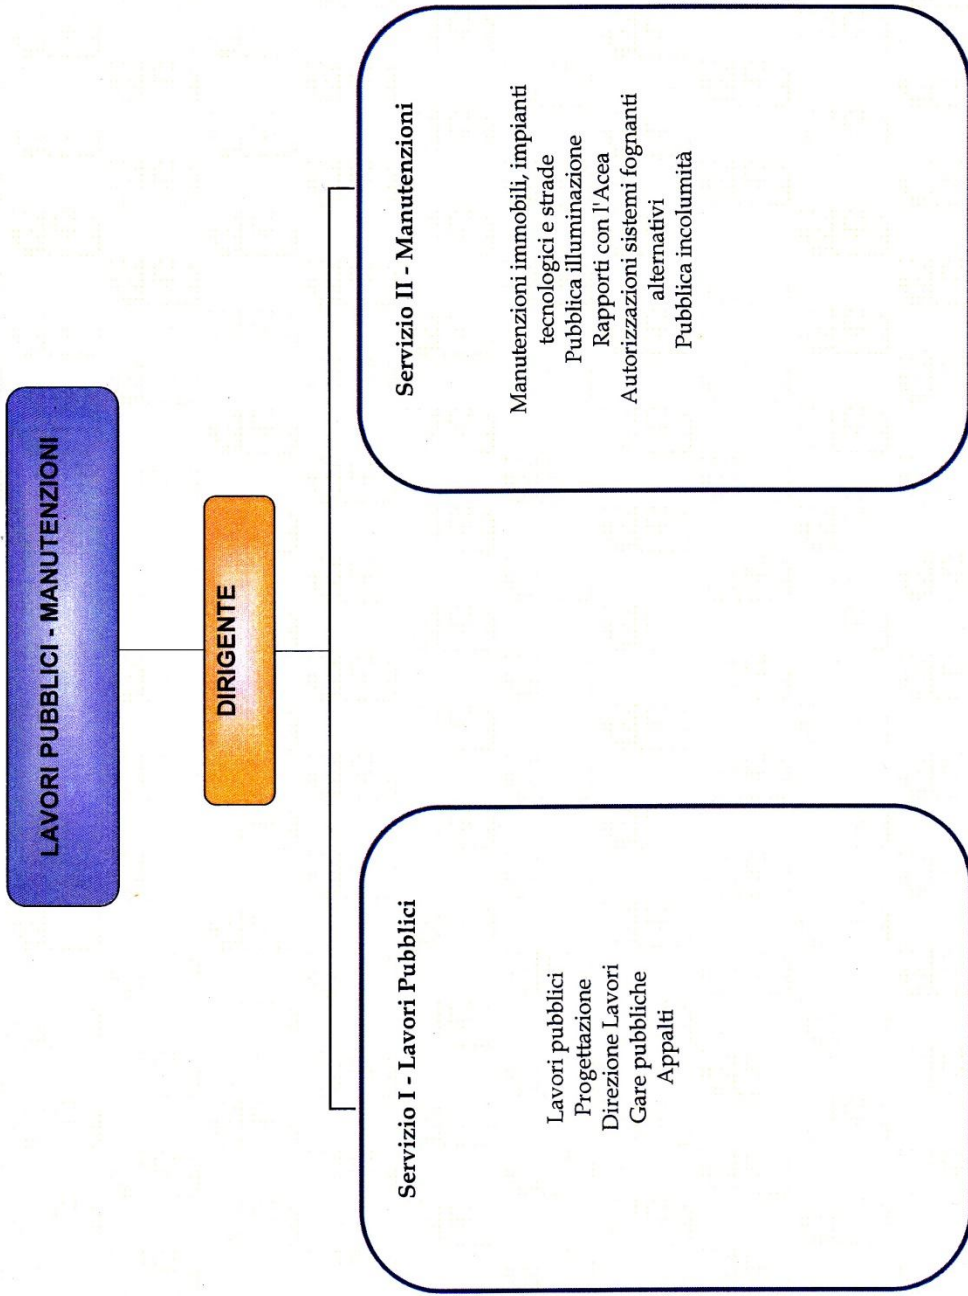 LAVORI PUBBLICI - MANUTENZIONI
DIRIGENTE
Servizio I - Lavori Pubblici
Lavori pubblici
Progettazione
Direzione Lavori
Gare pubbliche
Appalti
Servizio II - Manutenzioni
Manutenzioni immobili, impianti
tecnologici e strade
Pubblica illuminazione
Rapporti con l'Acea
Autorizzazioni sistemi fognanti
alternativi
Pubblica incolumità